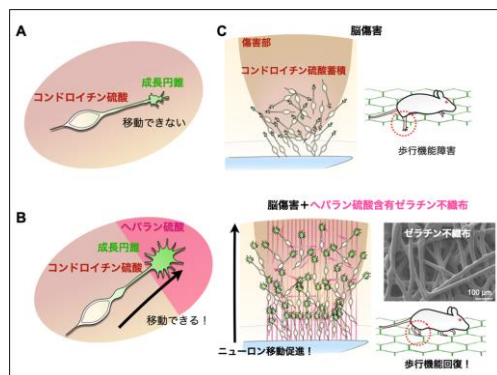 A
成長円錐
コンドロイチン硫酸
移動できない
B
ヘパラン硫酸
成長円錐
コンドロイチン硫酸
移動できる！
C
脳傷害
傷害部
コンドロイチン硫酸蓄積
歩行機能障害
脳傷害＋ヘパラン硫酸含有ゼラチン不織布
ゼラチン不織布
100 µm
ニューロン移動促進！
歩行機能回復！